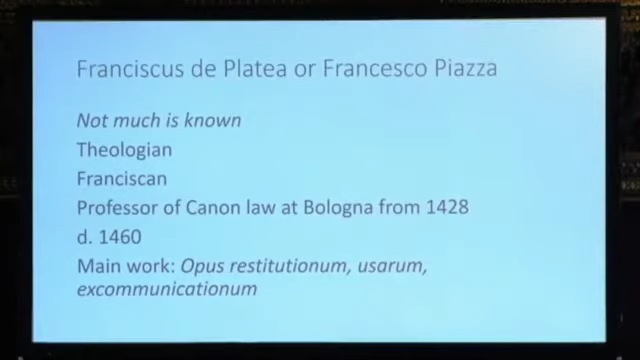 Franciscus de Platea or Francesco Piazza
Not much is known
Theologian
Franciscan
Professor of Canon law at Bologna from 1428
d. 1460
Main work: Opus restitutionum, usarum,
excommunicationum